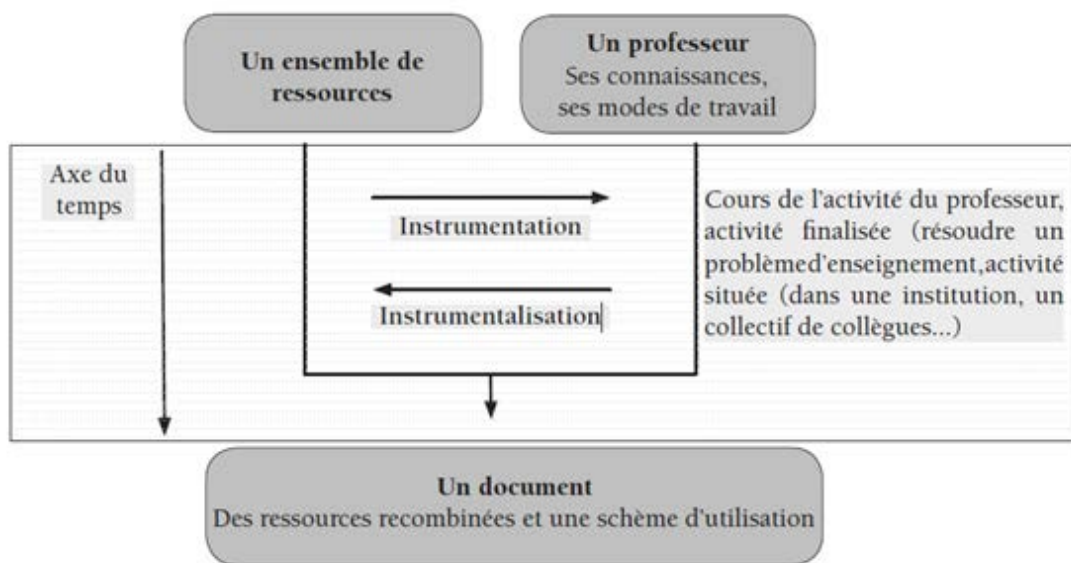 Un ensemble de
ressources
Un professeur
Ses connaissances,
ses modes de travail
Axe du
temps
Instrumentation
Instrumentalisation
Cours de l'activité du professeur,
activité finalisée (résoudre un
problèmed'enseignement,activité
située (dans une institution, un
collectif de collègues...)
Un document
Des ressources recombinées et une schème d'utilisation